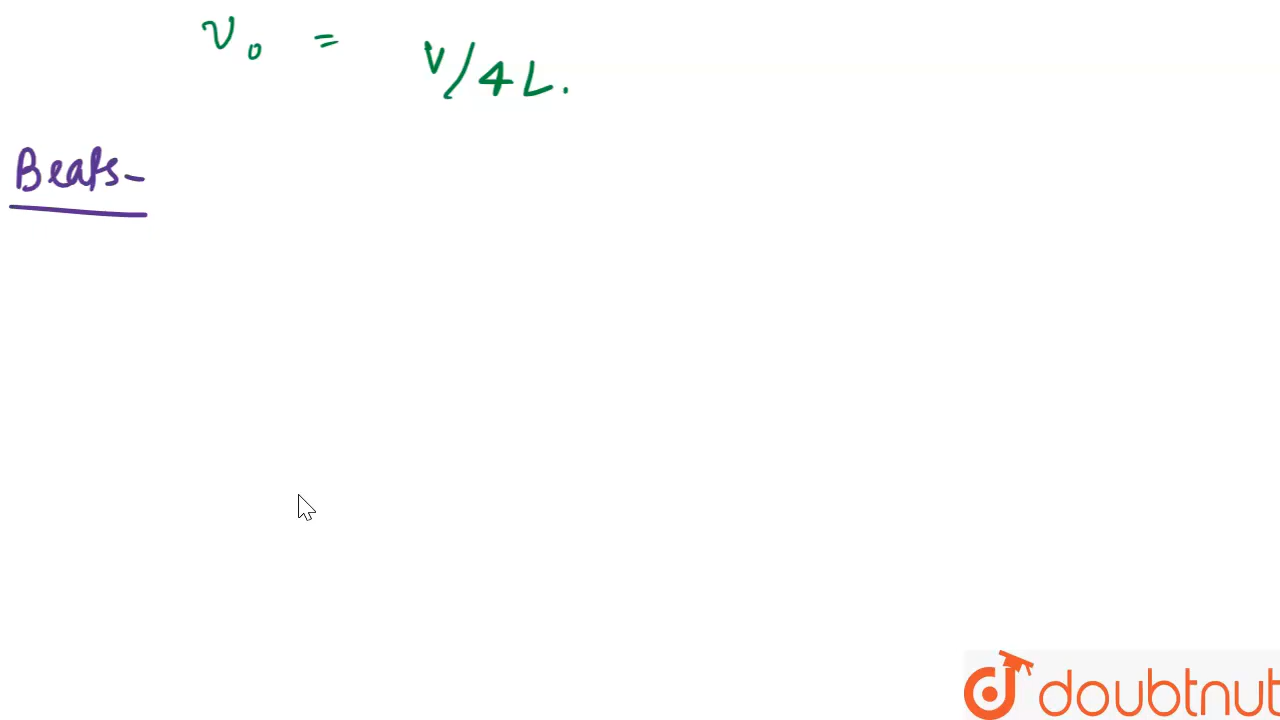 ν₀ = v/4L.
Beats-
doubtnut